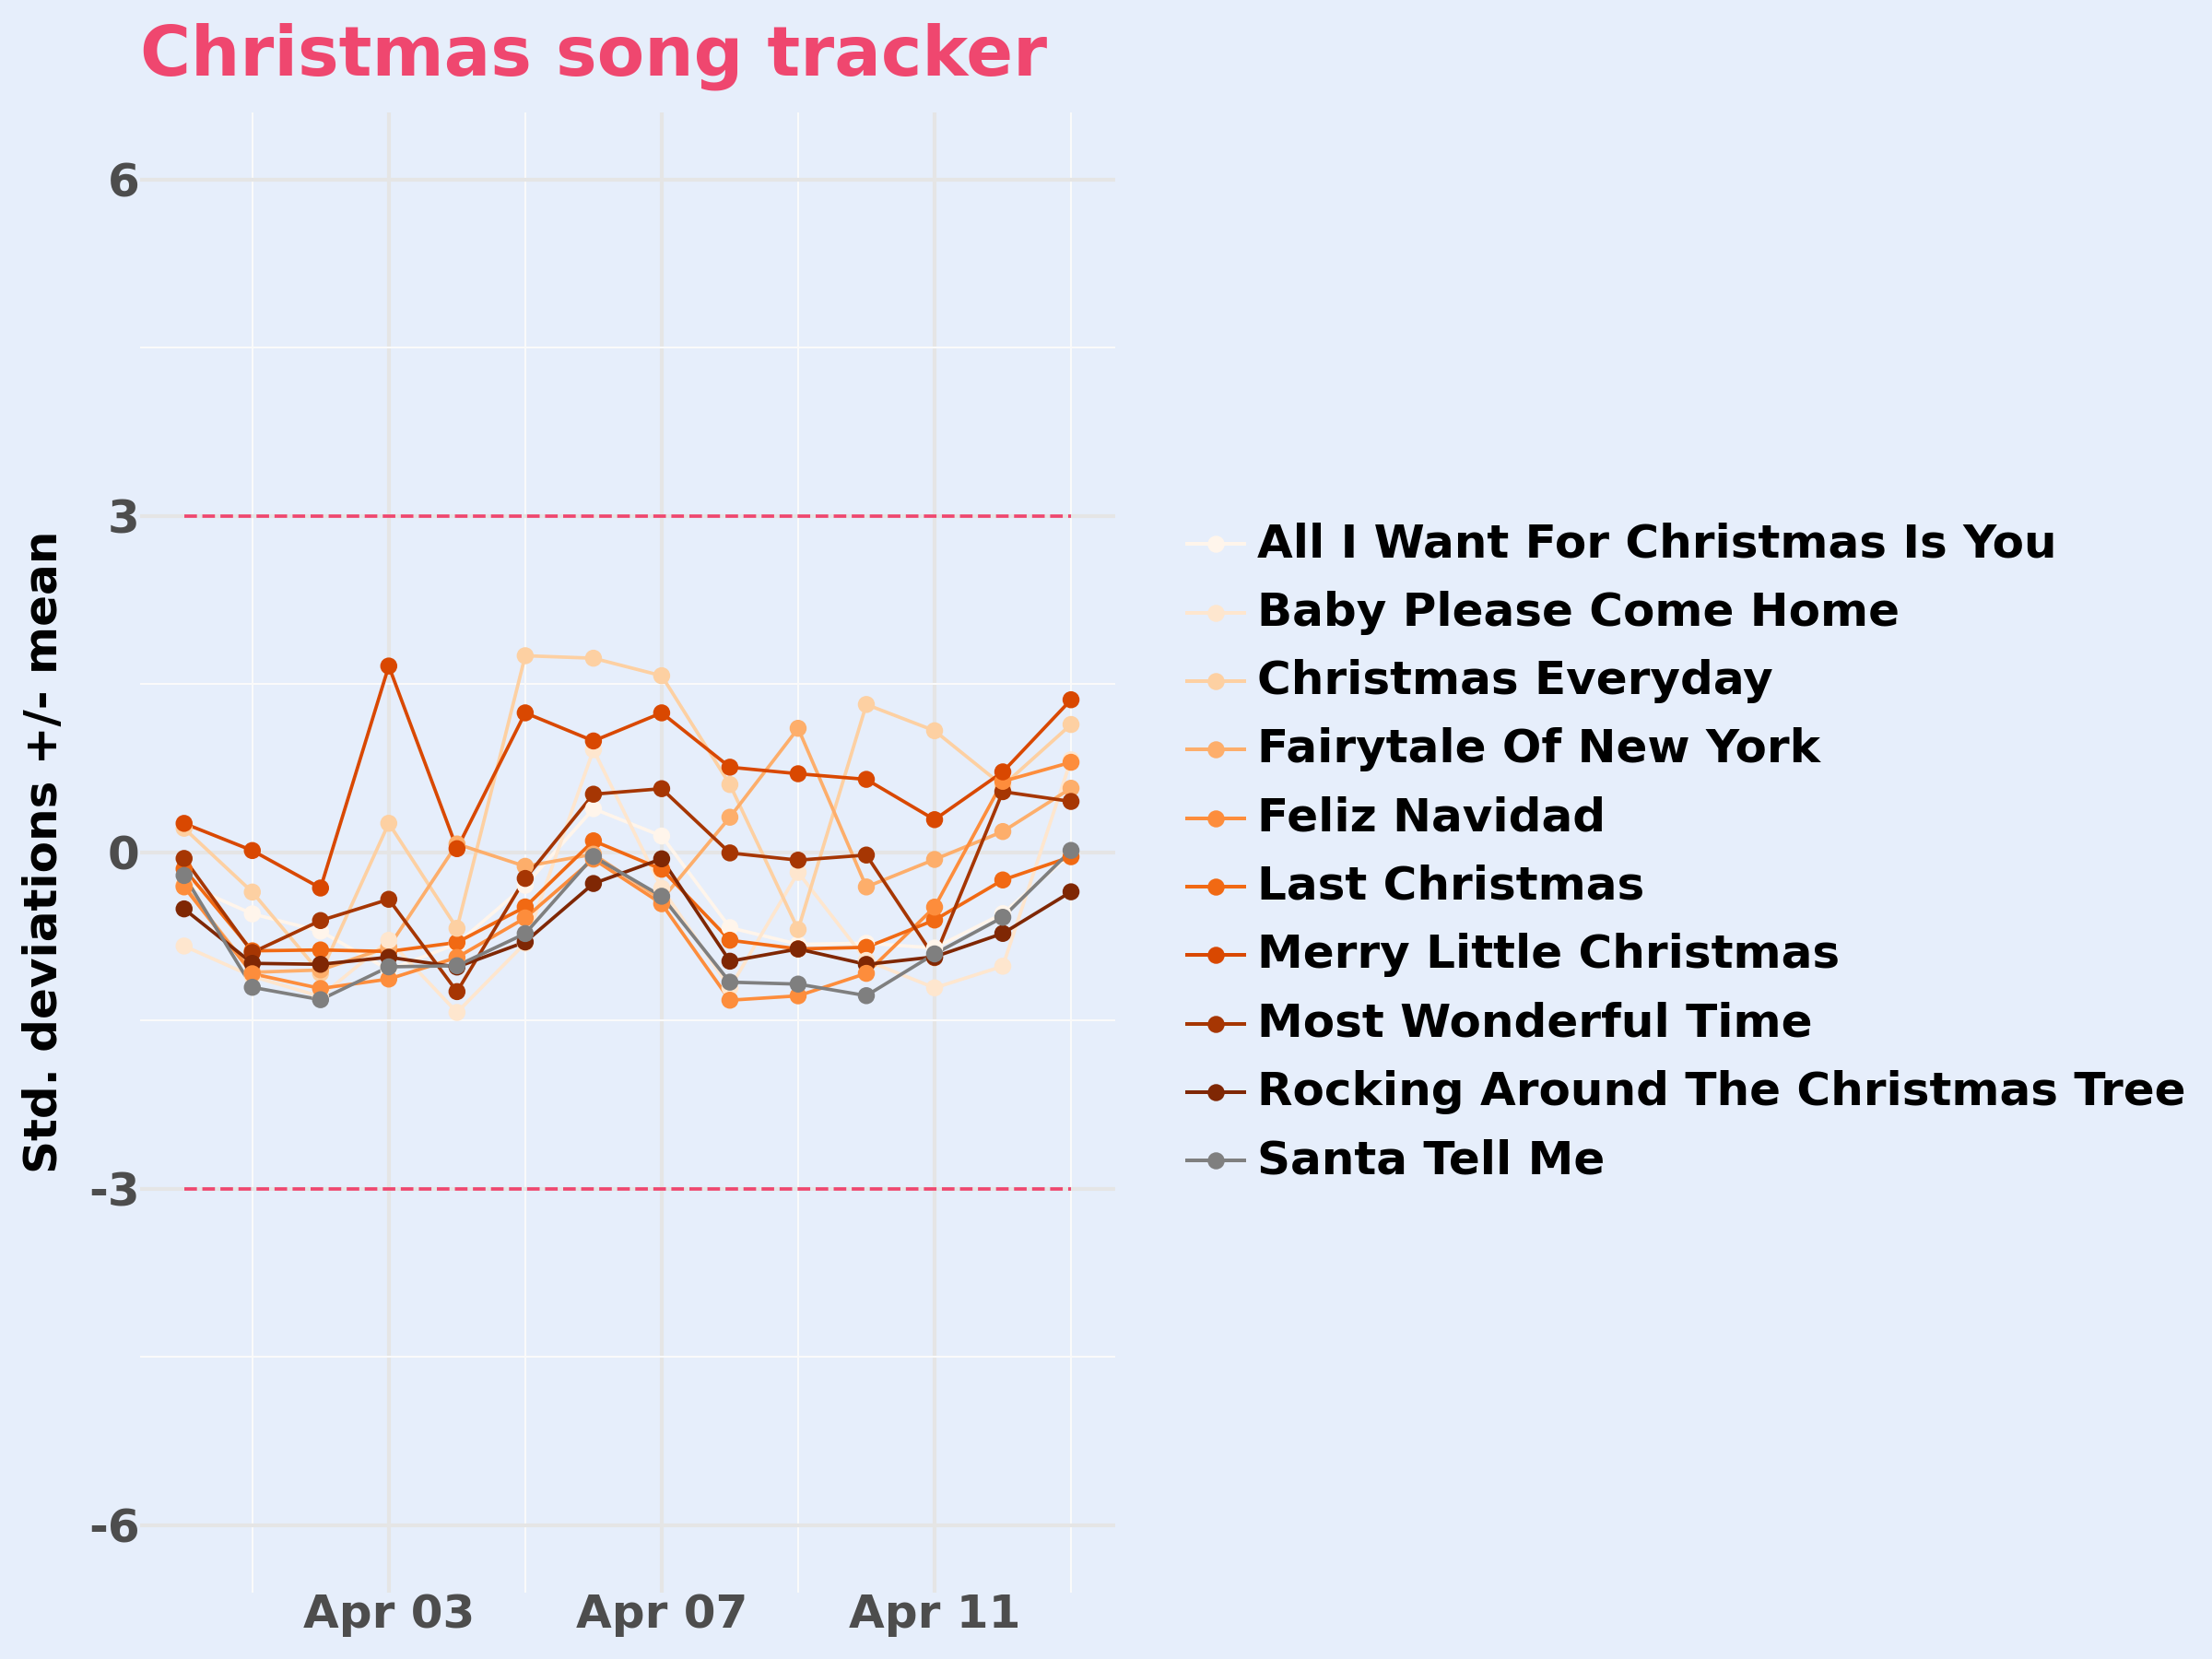 Christmas song tracker
Std. deviations +/- mean
6
3
0
-3
-6
Apr 03
Apr 07
Apr 11
All I Want For Christmas Is You
Baby Please Come Home
Christmas Everyday
Fairytale Of New York
Feliz Navidad
Last Christmas
Merry Little Christmas
Most Wonderful Time
Rocking Around The Christmas Tree
Santa Tell Me